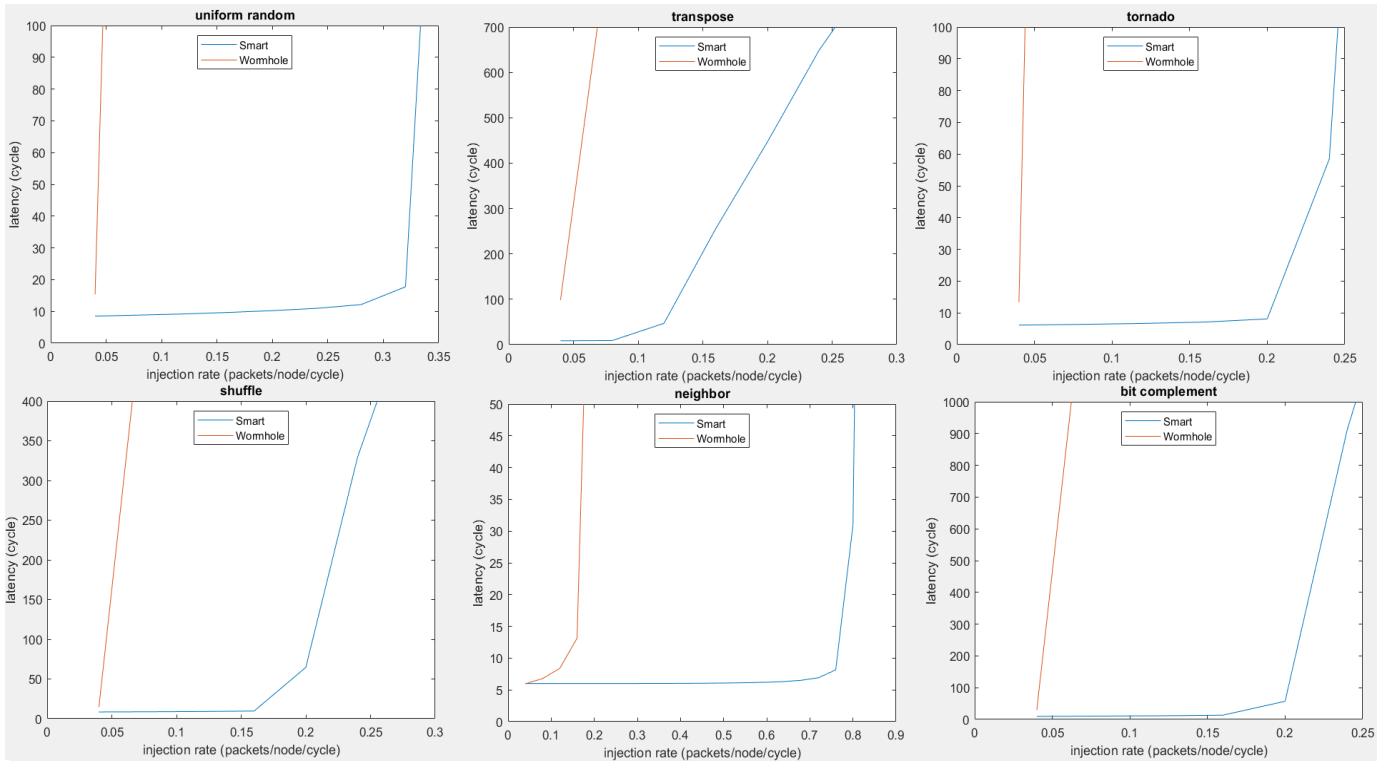 uniform random
100
90
80
70
60
50
40
30
20
10
0
latency (cycle)
Smart
Wormhole
0 0.05 0.1 0.15 0.2 0.25 0.3 0.35
injection rate (packets/node/cycle)
transpose
700
600
500
400
300
200
100
0
latency (cycle)
Smart
Wormhole
0 0.05 0.1 0.15 0.2 0.25 0.3
injection rate (packets/node/cycle)
tornado
100
90
80
70
60
50
40
30
20
10
0
latency (cycle)
Smart
Wormhole
0 0.05 0.1 0.15 0.2 0.25
injection rate (packets/node/cycle)
shuffle
400
350
300
250
200
150
100
50
0
latency (cycle)
Smart
Wormhole
0 0.05 0.1 0.15 0.2 0.25 0.3
injection rate (packets/node/cycle)
neighbor
50
45
40
35
30
25
20
15
10
5
0
latency (cycle)
Smart
Wormhole
0 0.1 0.2 0.3 0.4 0.5 0.6 0.7 0.8 0.9
injection rate (packets/node/cycle)
bit complement
1000
900
800
700
600
500
400
300
200
100
0
latency (cycle)
Smart
Wormhole
0 0.05 0.1 0.15 0.2 0.25
injection rate (packets/node/cycle)